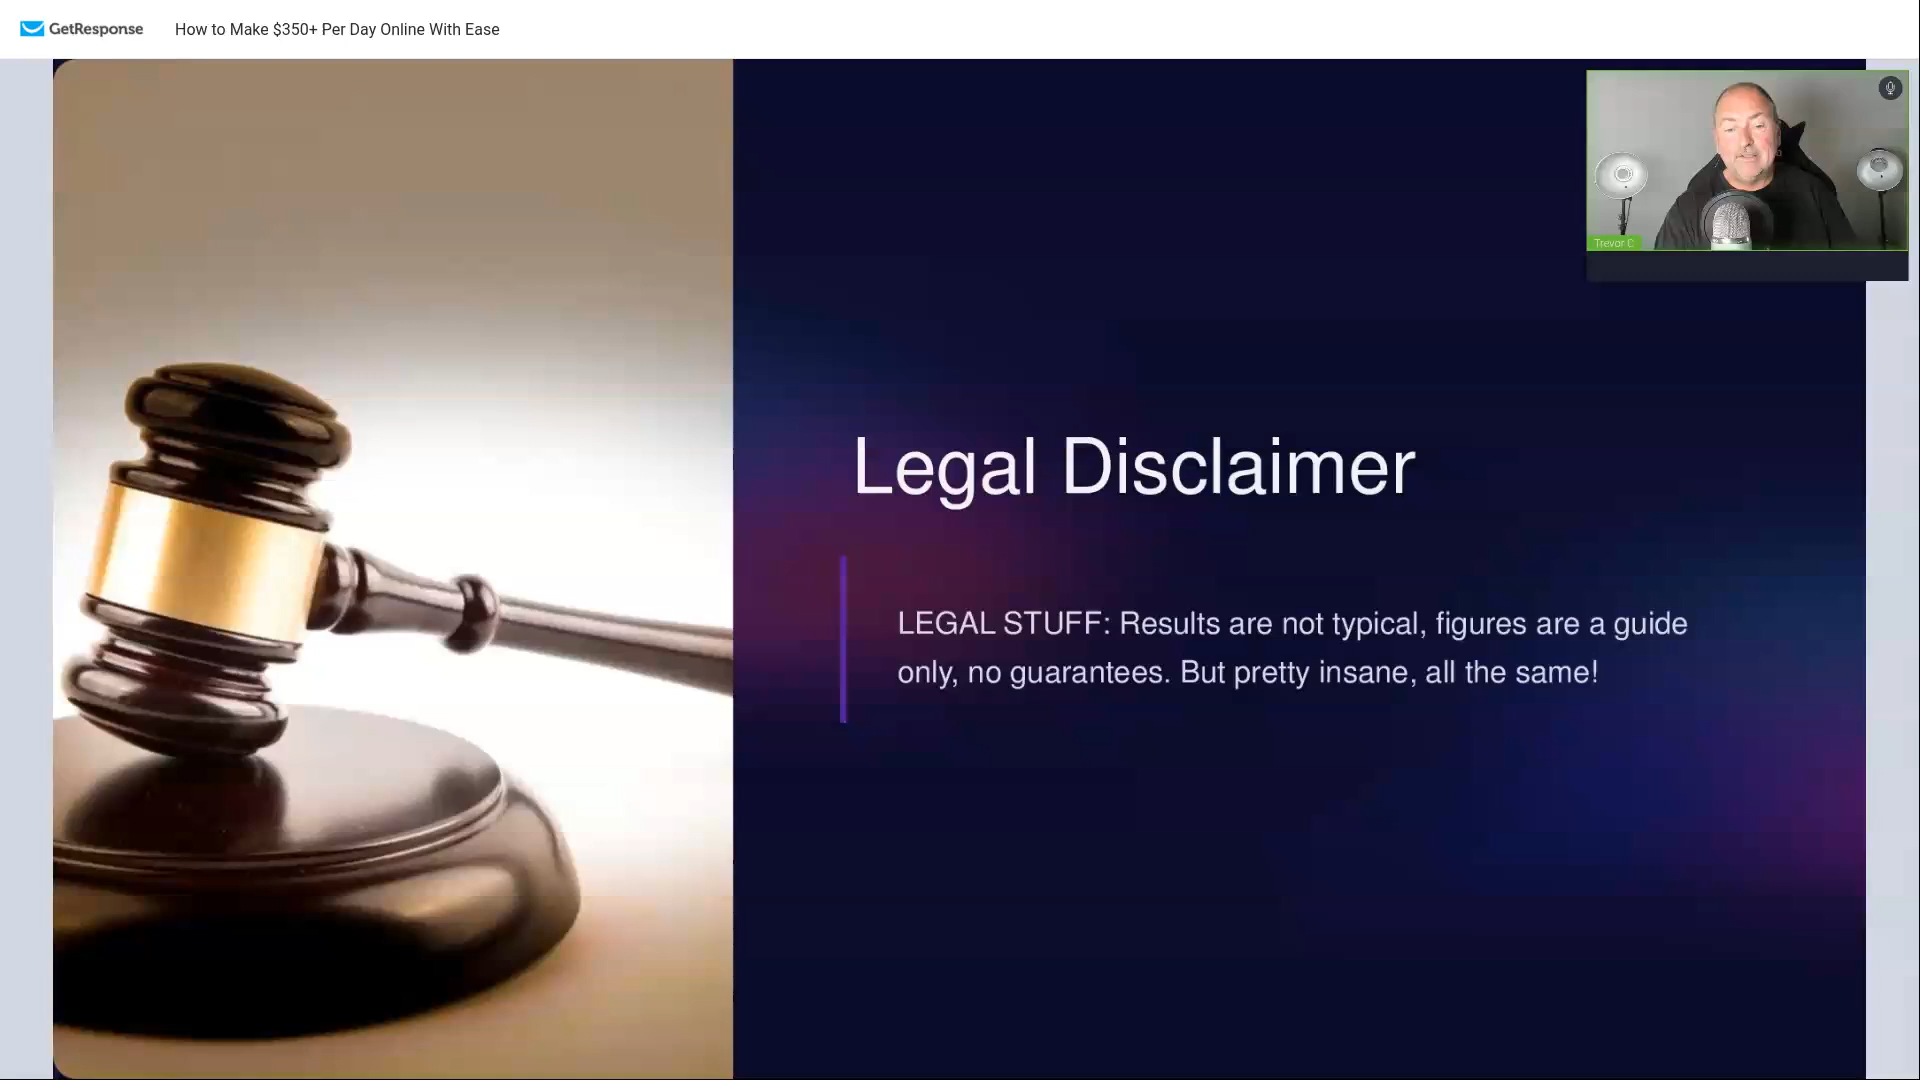 GetResponse How to Make $350+ Per Day Online With Ease
Trevor C
Legal Disclaimer
LEGAL STUFF: Results are not typical, figures are a guide
only, no guarantees. But pretty insane, all the same!